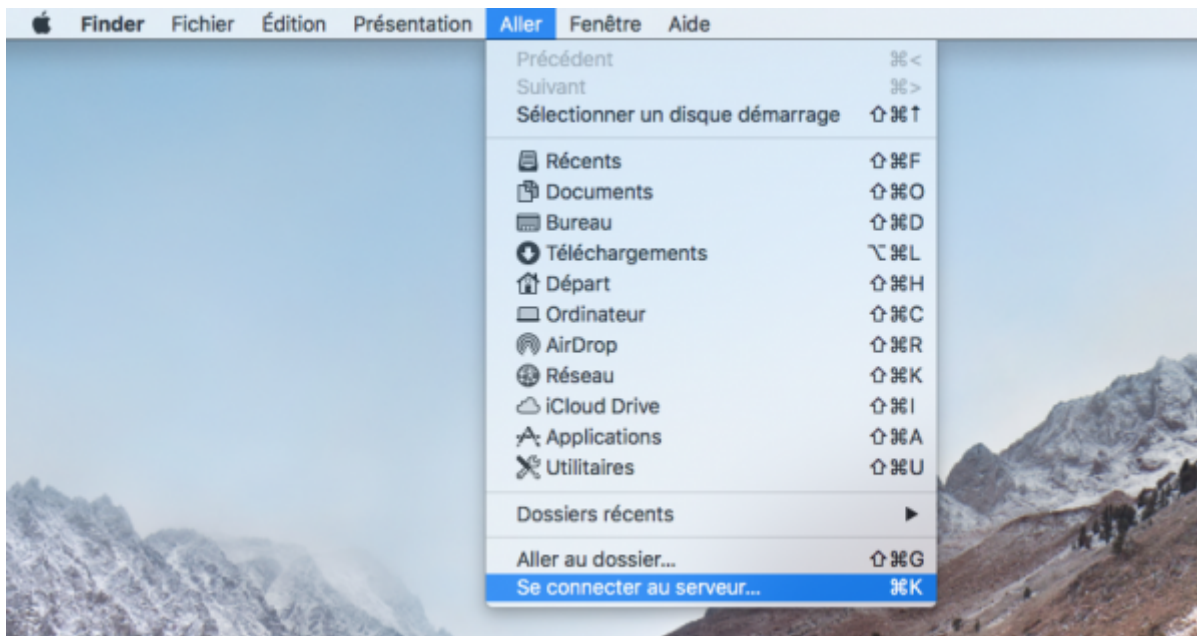 Finder Fichier Édition Présentation Aller Fenêtre Aide
Précédent ⌘<
Suivant ⌘>
Sélectionner un disque démarrage ⇧⌘↑
Récents ⇧⌘F
Documents ⇧⌘O
Bureau ⇧⌘D
Téléchargements ⌥⌘L
Départ ⇧⌘H
Ordinateur ⇧⌘C
AirDrop ⇧⌘R
Réseau ⇧⌘K
iCloud Drive ⇧⌘I
Applications ⇧⌘A
Utilitaires ⇧⌘U
Dossiers récents ▶
Aller au dossier... ⇧⌘G
Se connecter au serveur... ⌘K